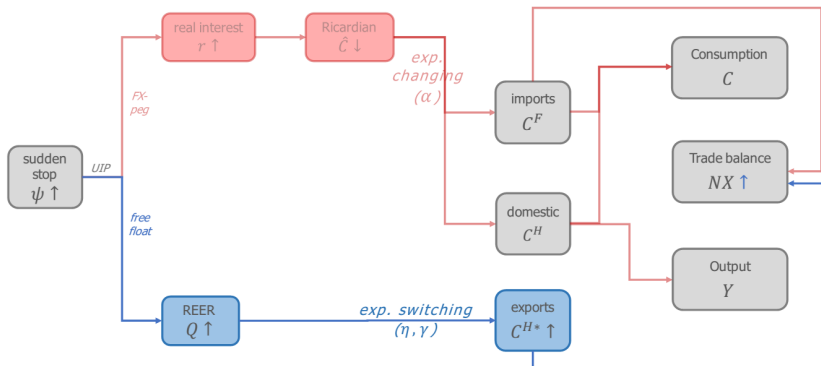 real interest
r ↑
Ricardian
Ĉ ↓
exp.
changing
(α)
FX-
peg
imports
C^F
Consumption
C
sudden
stop
ψ ↑
UIP
Trade balance
NX ↑
free
float
domestic
C^H
Output
Y
REER
Q ↑
exp. switching
(η,γ)
exports
C^{H*} ↑